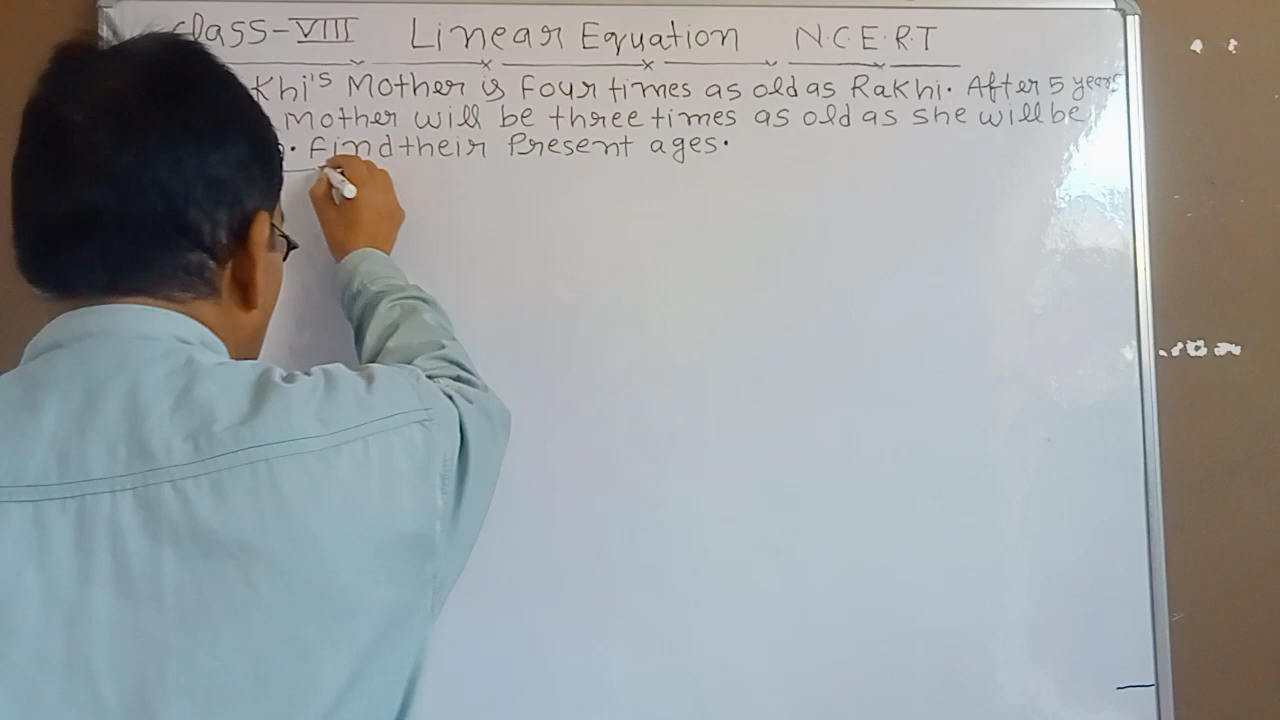 Class-VIII Linear Equation N.C.E.R.T
khi's Mother is Four times as old as Rakhi. After 5 years
Mother will be three times as old as she will be
. Find their Present ages.